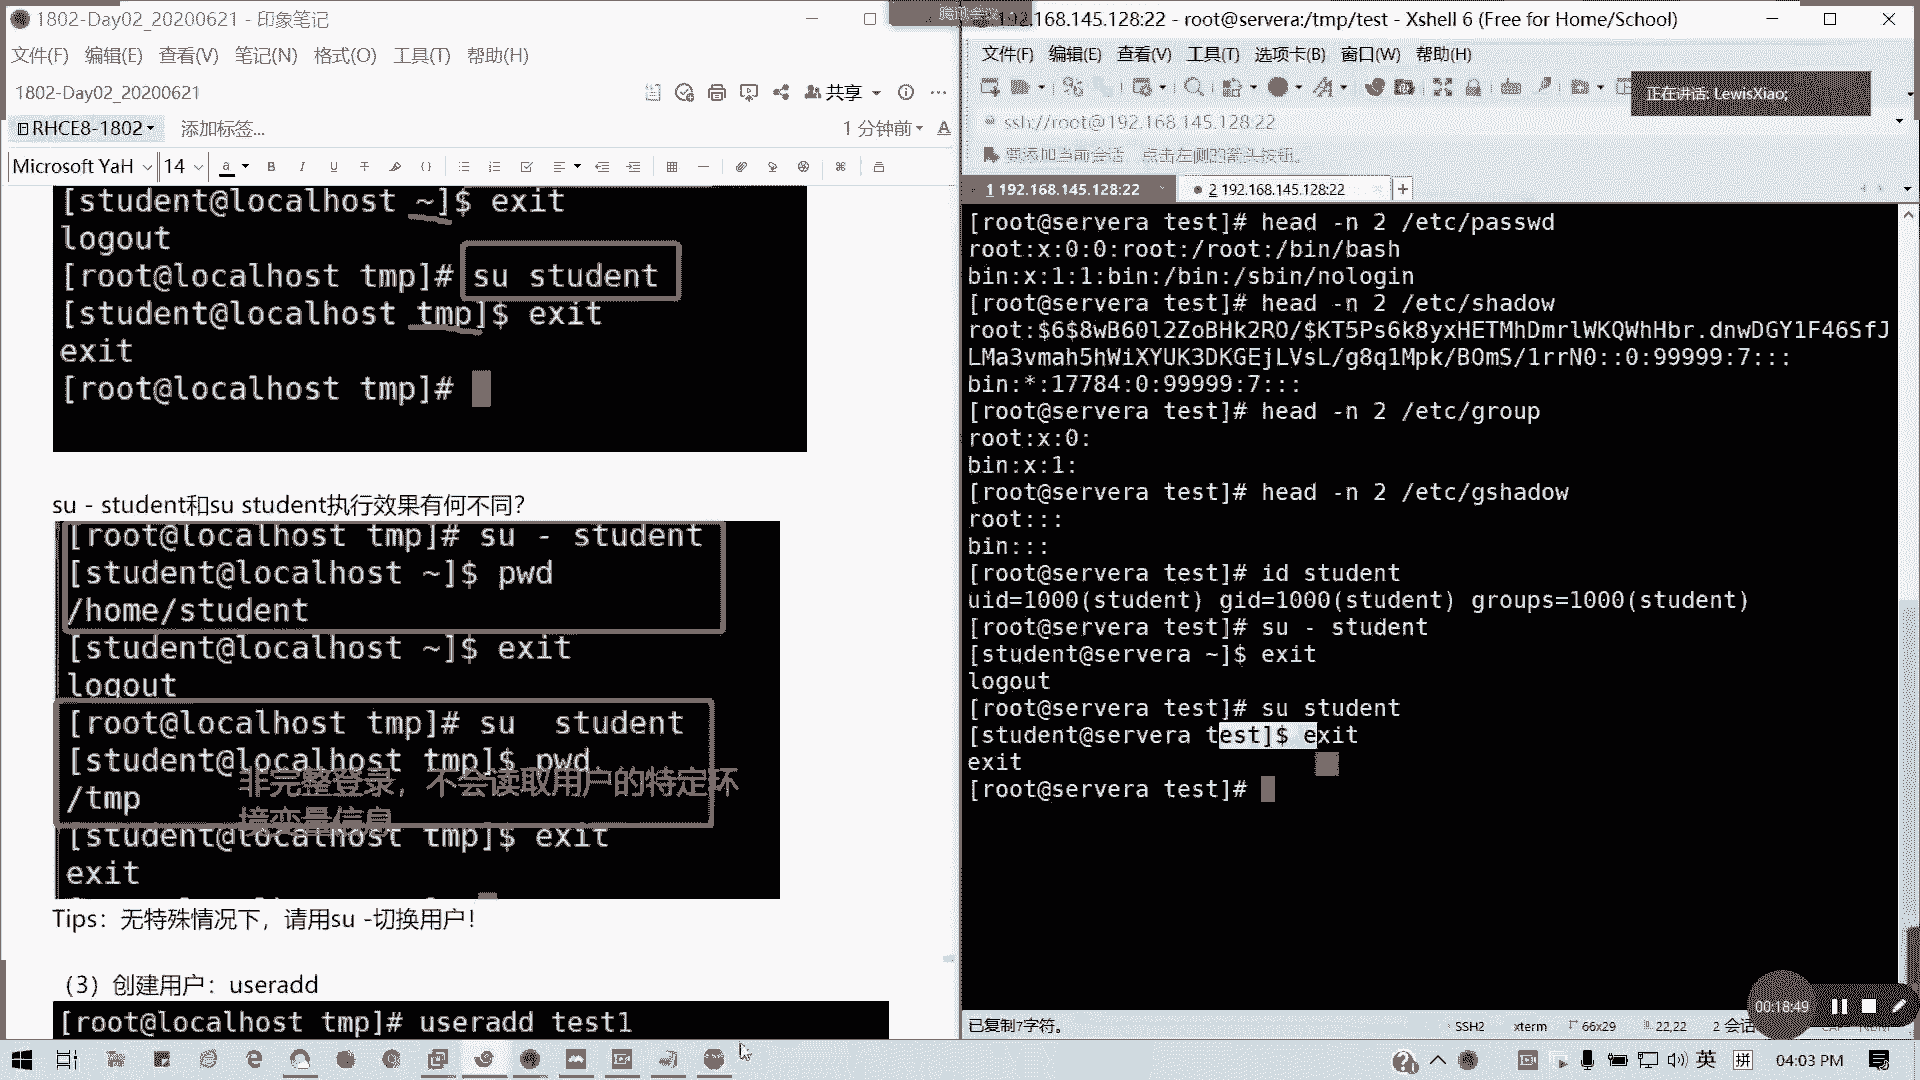 1802-Day02_20200621 - 印象笔记
文件(F) 编辑(E) 查看(V) 笔记(N) 格式(O) 工具(T) 帮助(H)
1802-Day02_20200621
共享
RHCE8-1802
添加标签...
1 分钟前
Microsoft YaH 14
[student@localhost ~]$ exit
logout
[root@localhost tmp]# su student
[student@localhost tmp]$ exit
exit
[root@localhost tmp]#
su - student和su student执行效果有何不同？
[root@localhost tmp]# su - student
[student@localhost ~]$ pwd
/home/student
[student@localhost ~]$ exit
logout
[root@localhost tmp]# su  student
[student@localhost tmp]$ pwd
/tmp
非完整登录，不会读取用户的特定环
境变量信息
[student@localhost tmp]$ exit
exit
Tips：无特殊情况下，请用su -切换用户！
（3）创建用户：useradd
[root@localhost tmp]# useradd test1
腾讯会议
192.168.145.128:22 - root@servera:/tmp/test - Xshell 6 (Free for Home/School)
文件(F) 编辑(E) 查看(V) 工具(T) 选项卡(B) 窗口(W) 帮助(H)
正在讲话: LewisXiao;
ssh://root@192.168.145.128:22
要添加当前会话，点击左侧的箭头按钮。
1 192.168.145.128:22
2 192.168.145.128:22
[root@servera test]# head -n 2 /etc/passwd
root:x:0:0:root:/root:/bin/bash
bin:x:1:1:bin:/bin:/sbin/nologin
[root@servera test]# head -n 2 /etc/shadow
root:$6$8wB60l2ZoBHk2RO/$KT5Ps6k8yxHETMhDmrlWKQWhHbr.dnwDGY1F46SfJ
LMa3vmah5hWiXYUK3DKGEjLVsL/g8q1Mpk/BOmS/1rrN0::0:99999:7:::
bin:*:17784:0:99999:7:::
[root@servera test]# head -n 2 /etc/group
root:x:0:
bin:x:1:
[root@servera test]# head -n 2 /etc/gshadow
root:::
bin:::
[root@servera test]# id student
uid=1000(student) gid=1000(student) groups=1000(student)
[root@servera test]# su - student
[student@servera ~]$ exit
logout
[root@servera test]# su student
[student@servera test]$ exit
exit
[root@servera test]#
00:18:49
已复制7字符。
SSH2 xterm 66x29 22,22 2 会话
英 拼 04:03 PM